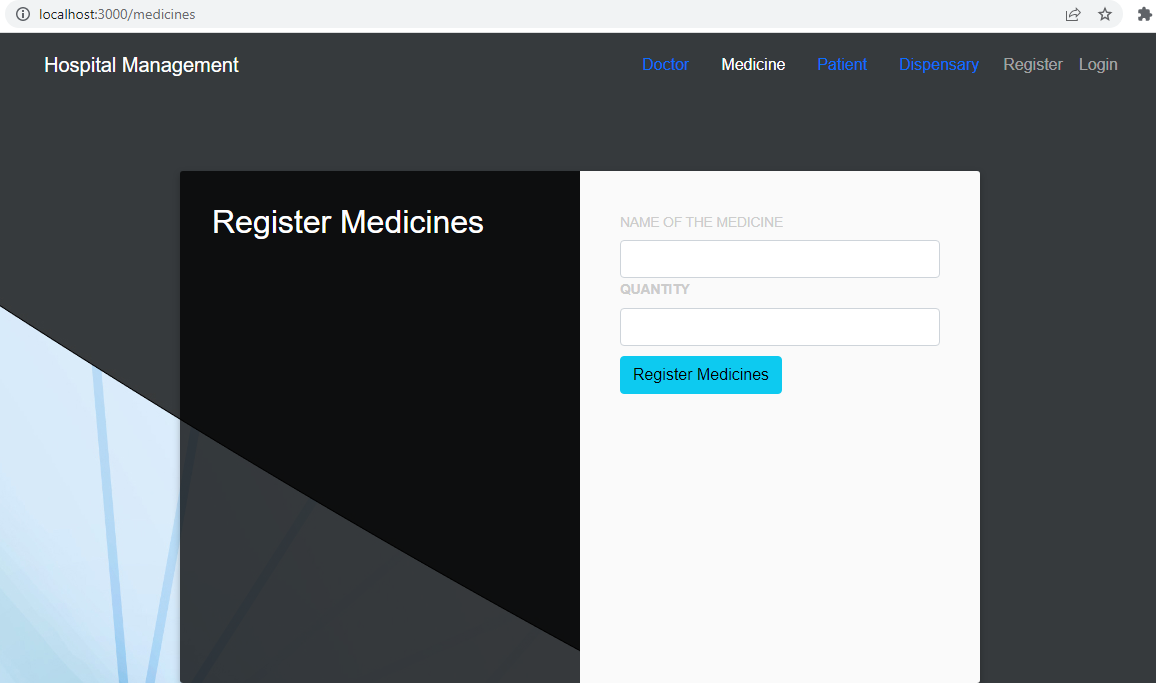 localhost:3000/medicines
Hospital Management Doctor Medicine Patient Dispensary Register Login
Register Medicines
NAME OF THE MEDICINE
QUANTITY
Register Medicines